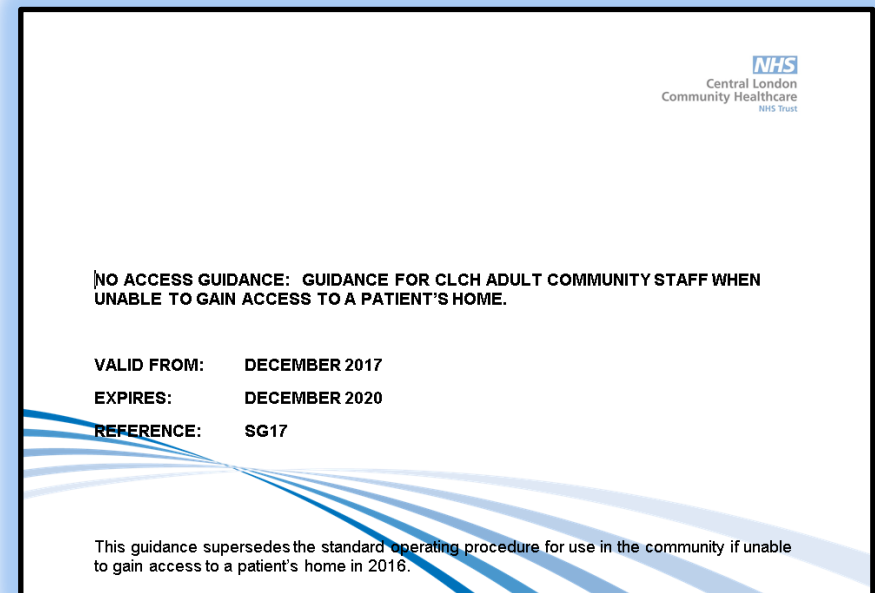 NHS
Central London
Community Healthcare
NHS Trust
NO ACCESS GUIDANCE: GUIDANCE FOR CLCH ADULT COMMUNITY STAFF WHEN
UNABLE TO GAIN ACCESS TO A PATIENT'S HOME.
VALID FROM: DECEMBER 2017
EXPIRES: DECEMBER 2020
REFERENCE: SG17
This guidance supersedes the standard operating procedure for use in the community if unable
to gain access to a patient's home in 2016.